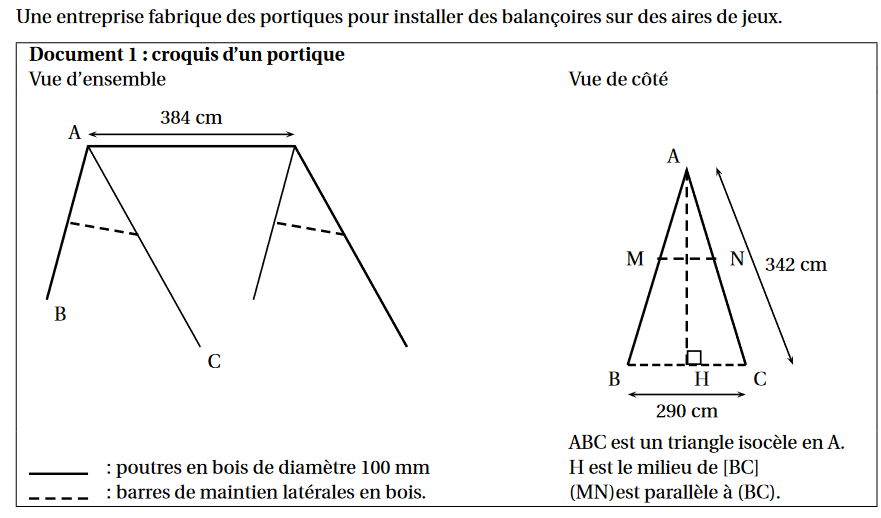 Une entreprise fabrique des portiques pour installer des balançoires sur des aires de jeux.
Document 1 : croquis d'un portique
Vue d'ensemble
Vue de côté
384 cm
A
B
C
A
M
N
342 cm
B
H
C
290 cm
: poutres en bois de diamètre 100 mm
: barres de maintien latérales en bois.
ABC est un triangle isocèle en A.
H est le milieu de [BC]
(MN)est parallèle à (BC).